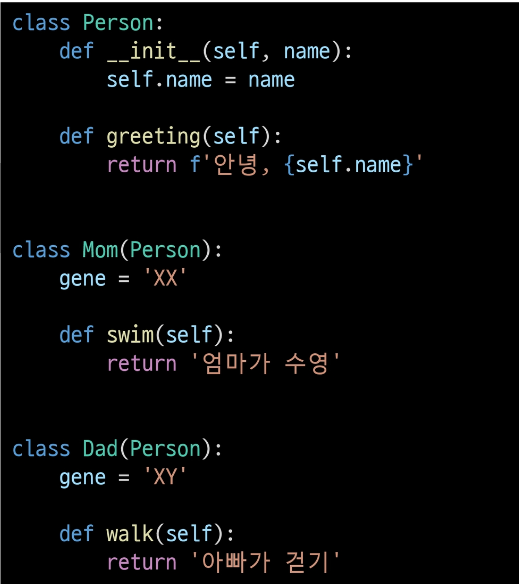 class Person:
    def __init__(self, name):
        self.name = name
    def greeting(self):
        return f'안녕, {self.name}'
class Mom(Person):
    gene = 'XX'
    def swim(self):
        return '엄마가 수영'
class Dad(Person):
    gene = 'XY'
    def walk(self):
        return '아빠가 걷기'